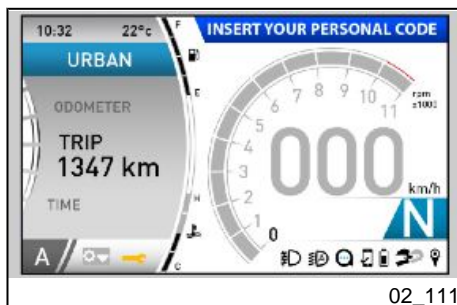 10:32 22°c
INSERT YOUR PERSONAL CODE
URBAN
ODOMETER
TRIP
1347 km
TIME
A
F
E
H
C
0
1
2
3
4
5
6
7
8
9
10
11
rpm
x1000
000
km/h
N
02_111